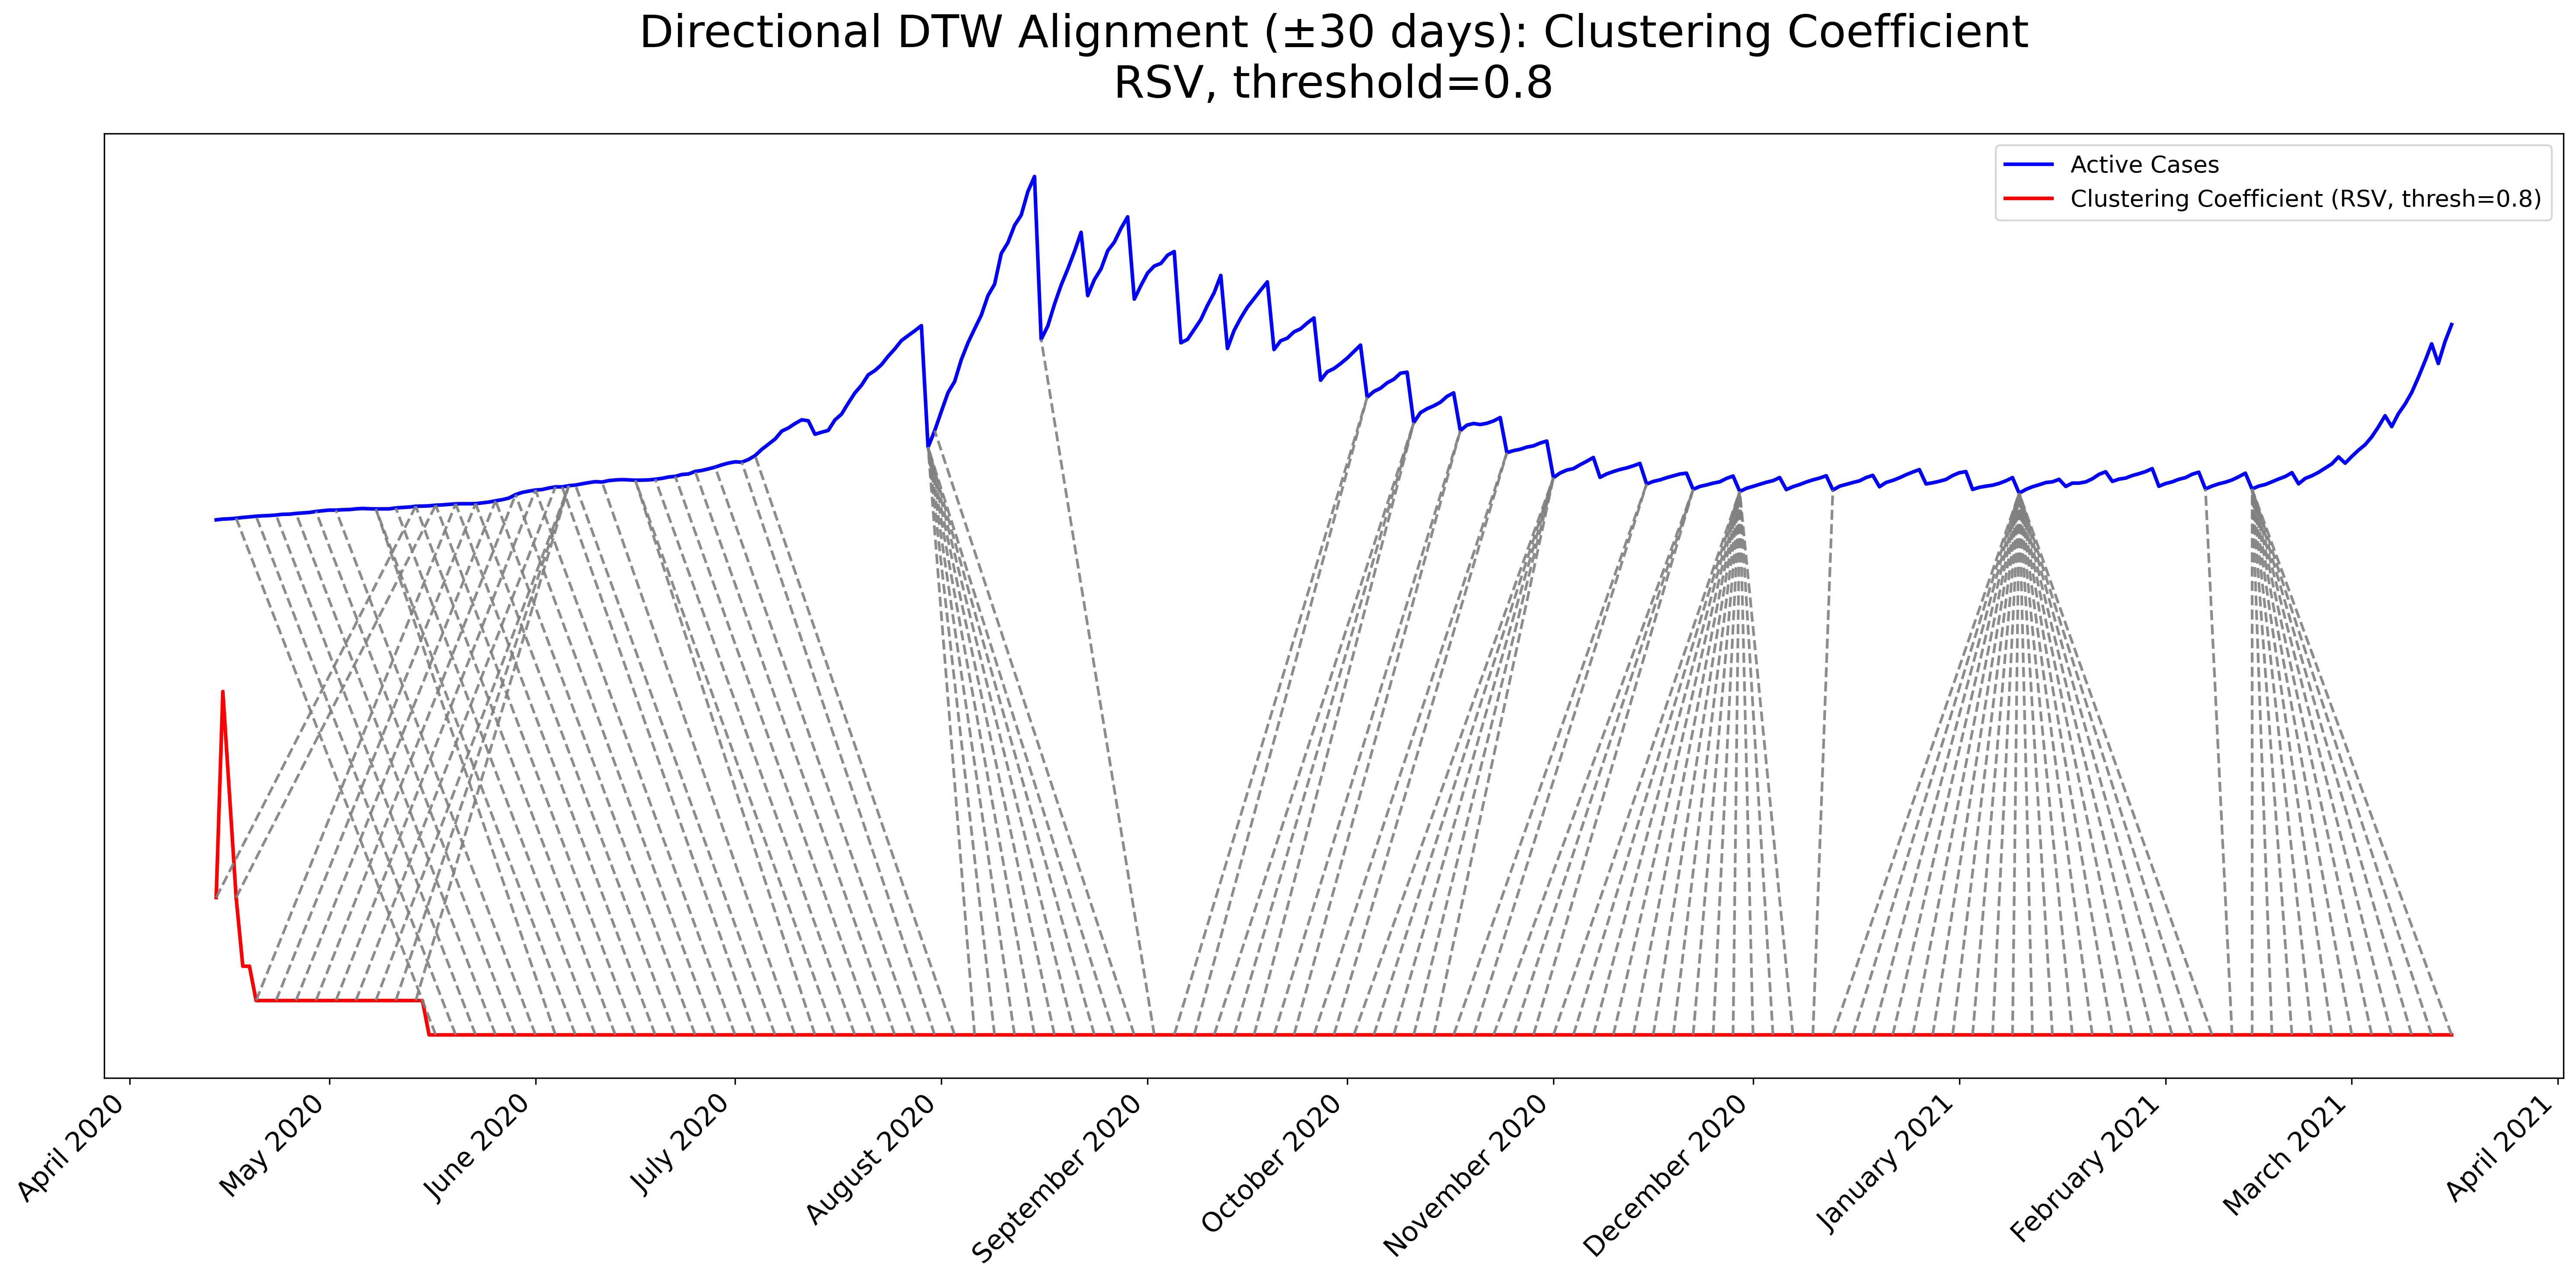 Directional DTW Alignment (±30 days): Clustering Coefficient
RSV, threshold=0.8
Active Cases
Clustering Coefficient (RSV, thresh=0.8)
April 2020
May 2020
June 2020
July 2020
August 2020
September 2020
October 2020
November 2020
December 2020
January 2021
February 2021
March 2021
April 2021